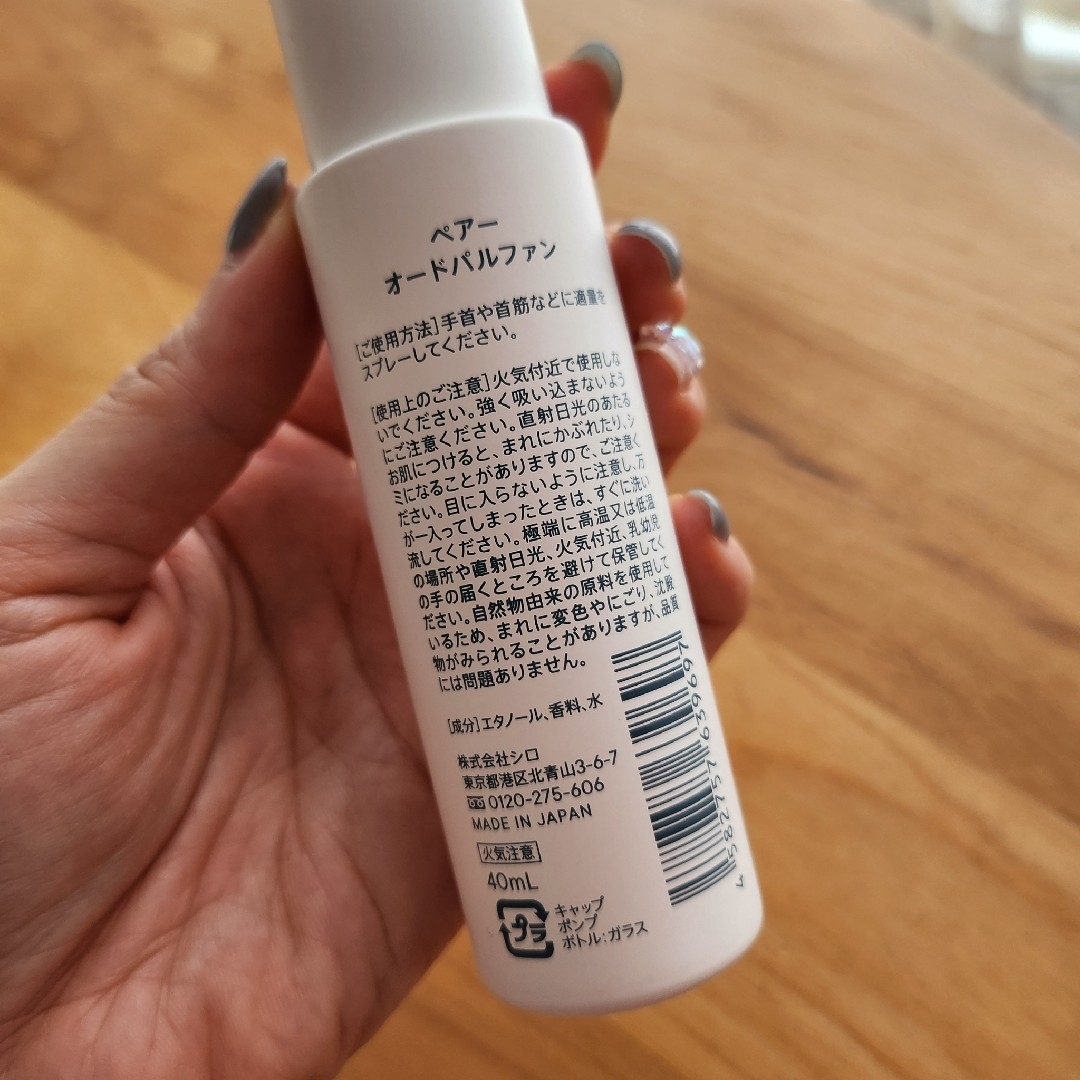 ペアー
オードパルファン
[ご使用方法]手首や首筋などに適量を
スプレーしてください。
[使用上のご注意]火気付近で使用しな
いでください。強く吸い込まないよう
にご注意ください。直射日光のあたる
お肌につけると、まれにかぶれたり、シ
ミになることがありますので、ご注意く
ださい。目に入らないように注意し、万
が一入ってしまったときは、すぐに洗い
流してください。極端に高温又は低温
の場所や直射日光、火気付近、乳幼児
の手の届くところを避けて保管してく
ださい。自然物由来の原料を使用して
いるため、まれに変色やにごり、沈殿
物がみられることがありますが、品質
には問題ありません。
[成分]エタノール、香料、水
株式会社シロ
東京都港区北青山3-6-7
0120-275-606
MADE IN JAPAN
火気注意
40mL
プラ
キャップ
ポンプ
ボトル:ガラス
4 582757 639697